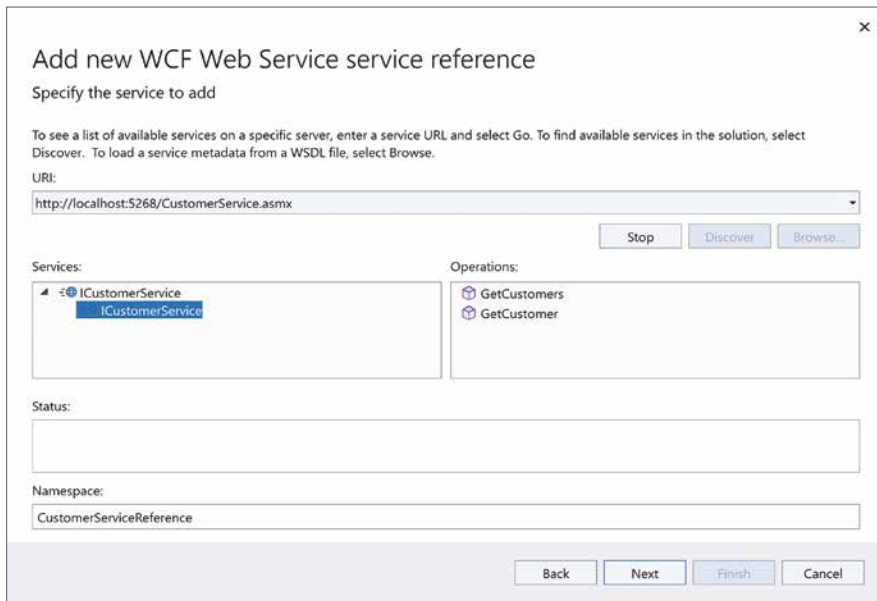 Add new WCF Web Service service reference
Specify the service to add
To see a list of available services on a specific server, enter a service URL and select Go. To find available services in the solution, select
Discover. To load a service metadata from a WSDL file, select Browse.
URI:
http://localhost:5268/CustomerService.asmx
Stop Discover Browse...
Services:
ICustomerService
ICustomerService
Operations:
GetCustomers
GetCustomer
Status:
Namespace:
CustomerServiceReference
Back Next Finish Cancel